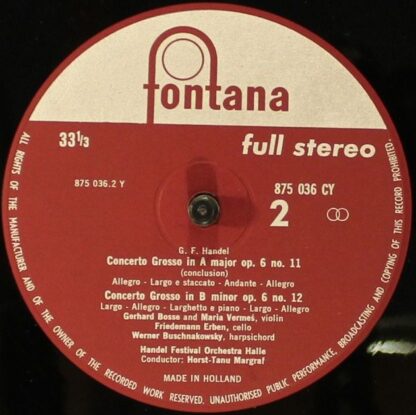 fontana
33 1/3
full stereo
875 036.2 Y
875 036 CY
2
G. F. Handel
Concerto Grosso in A major op. 6 no. 11
(conclusion)
Allegro - Largo e staccato - Andante - Allegro
Concerto Grosso in B minor op. 6 no. 12
Largo - Allegro - Larghetto e piano - Largo - Allegro
Gerhard Bosse and Maria Vermes, violin
Friedemann Erben, cello
Werner Buschnakowsky, harpsichord
Handel Festival Orchestra Halle
Conductor: Horst-Tanu Margraf
MADE IN HOLLAND
ALL RIGHTS OF THE MANUFACTURER AND OF THE OWNER OF THE RECORDED WORK RESERVED. UNAUTHORISED PUBLIC PERFORMANCE, BROADCASTING AND COPYING OF THIS RECORD PROHIBITED.